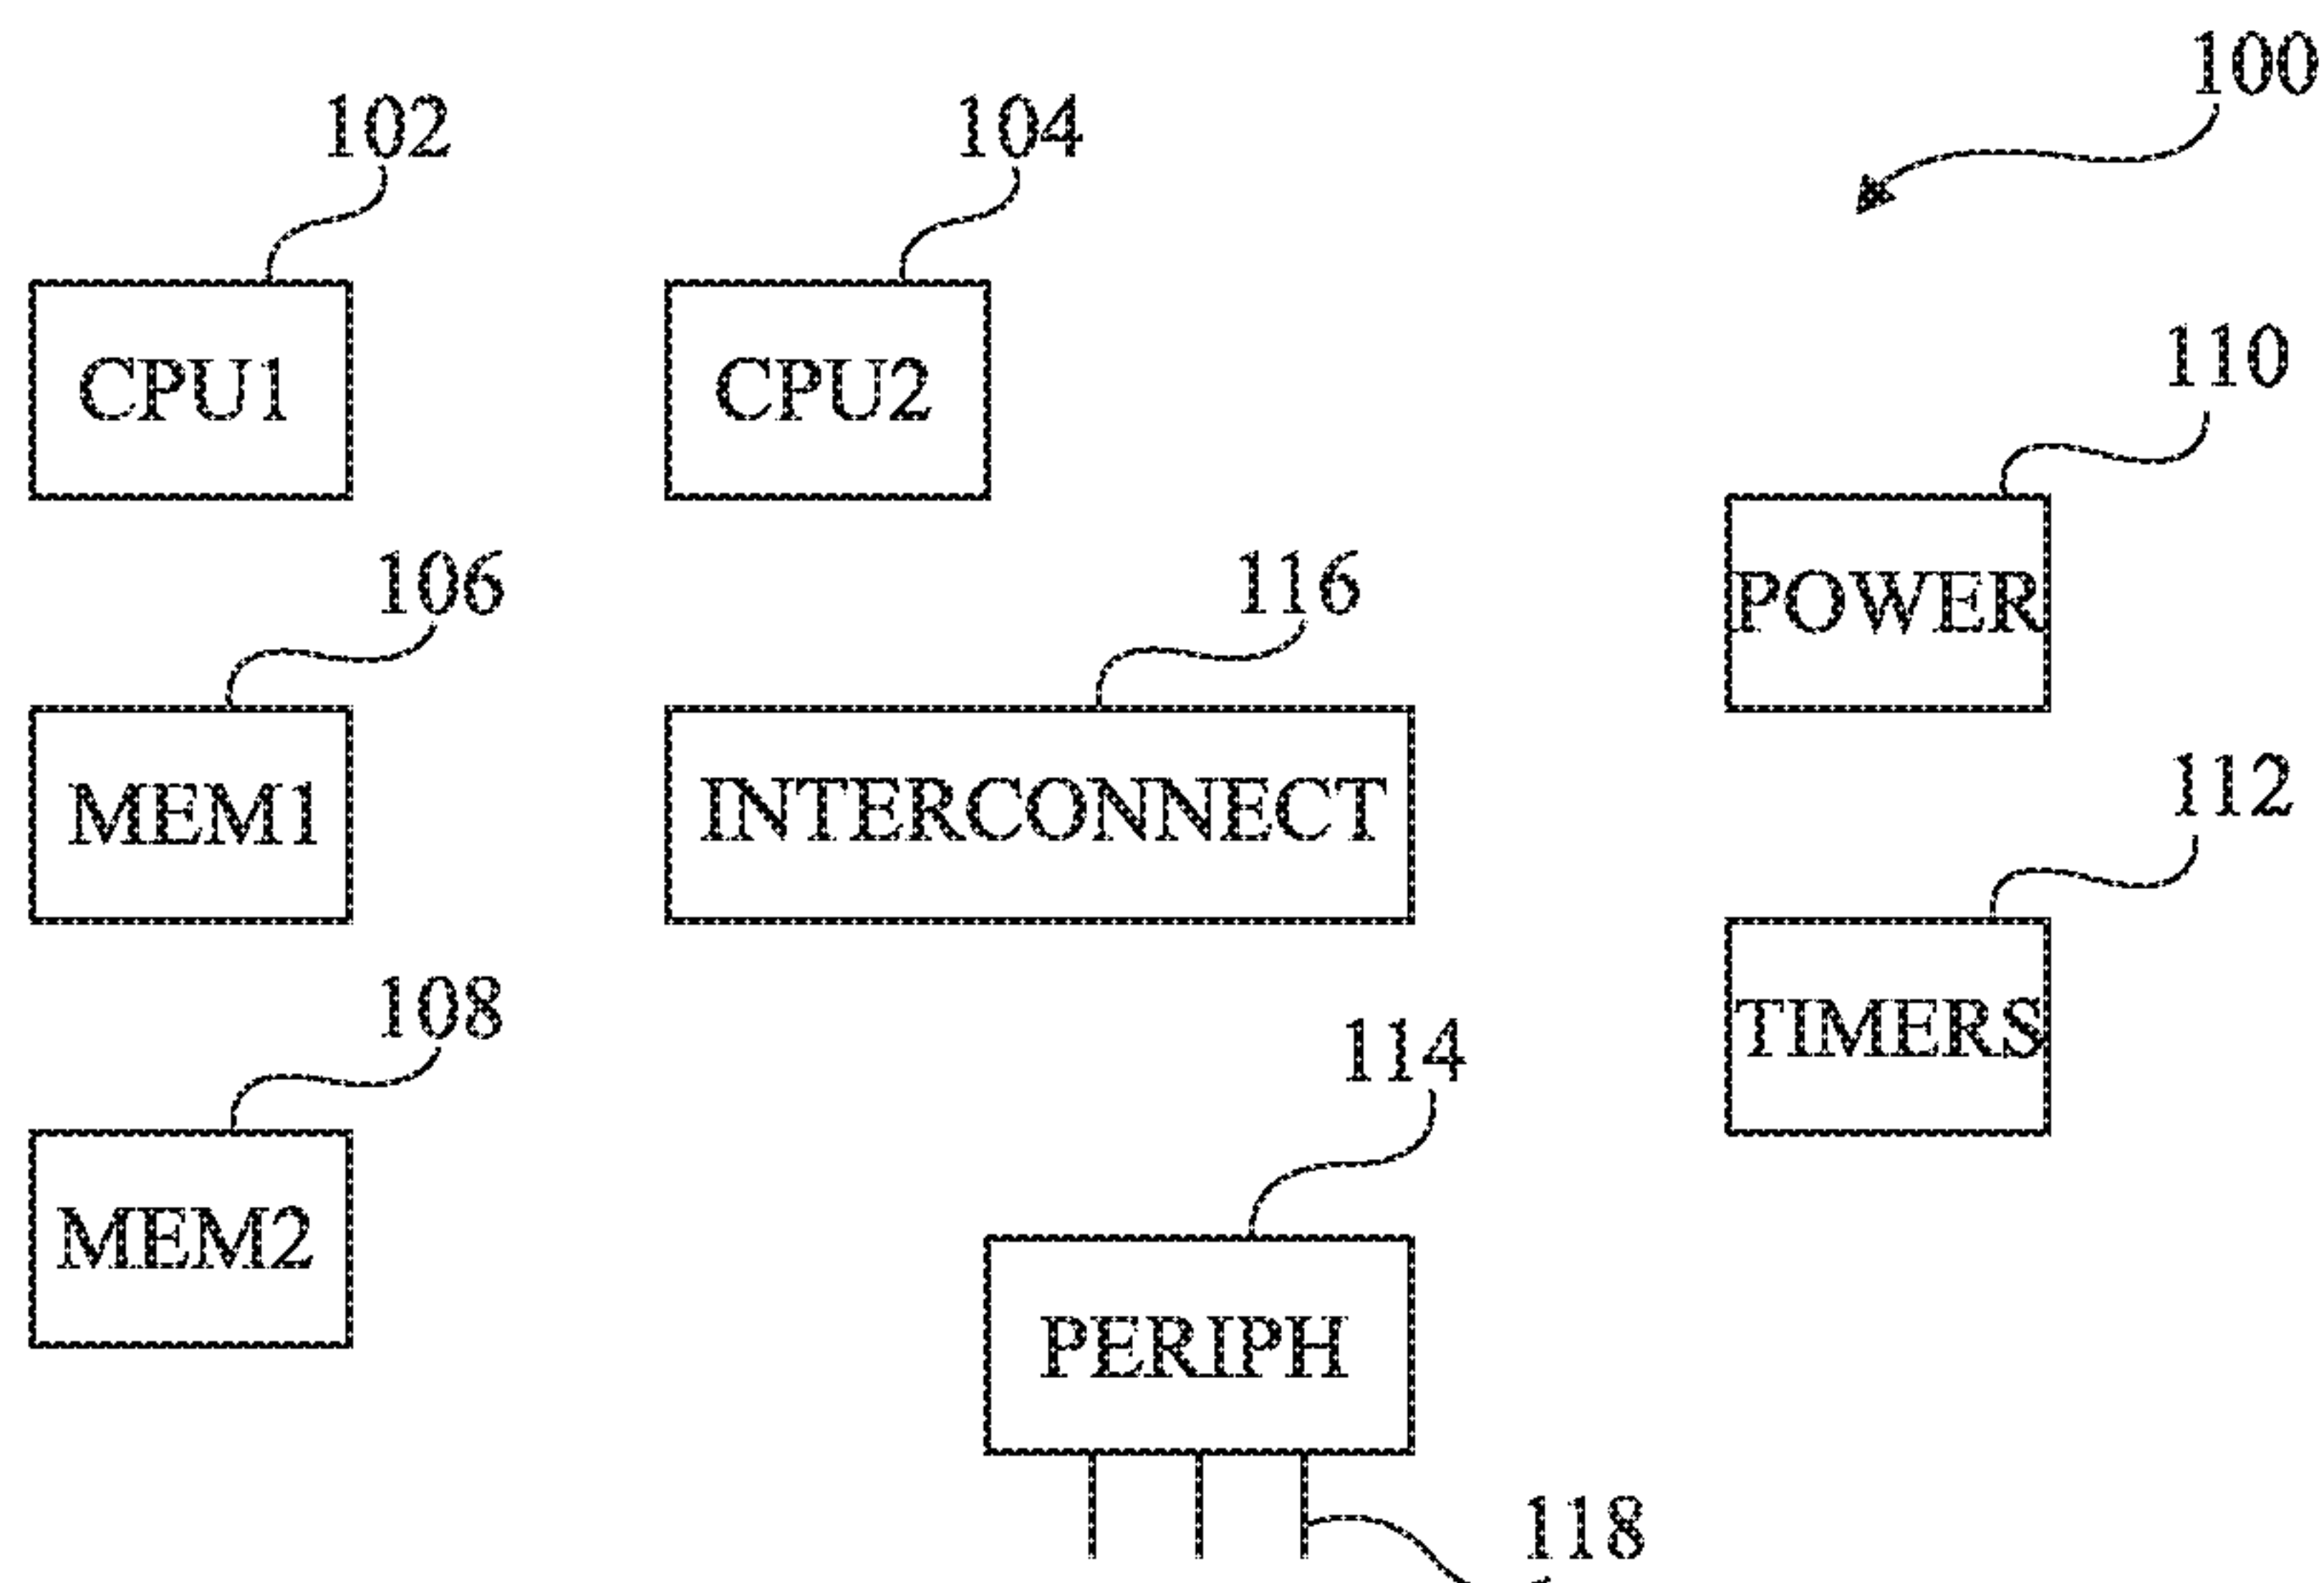 100
102
104
CPU1
CPU2
110
POWER
106
116
MEM1
INTERCONNECT
112
TIMERS
108
114
MEM2
PERIPH
118